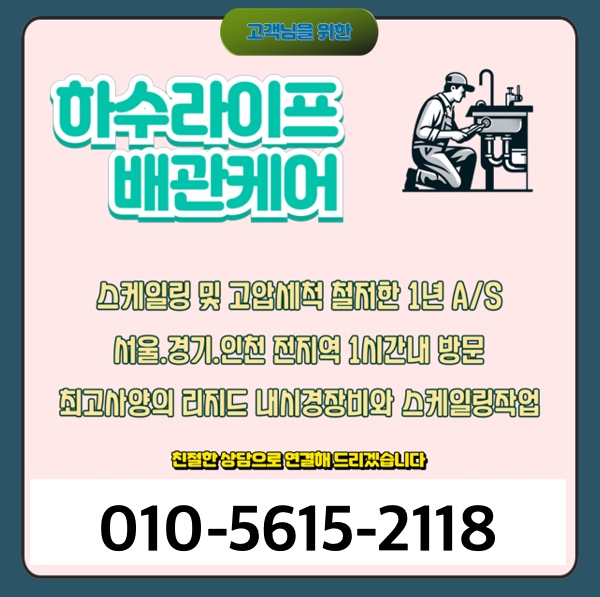 고객님을 위한
하수라이프
배관케어
스케일링 및 고압세척 철저한 1년 A/S
서울.경기.인천 전지역 1시간내 방문
최고사양의 리지드 내시경장비와 스케일링작업
친절한 상담으로 연결해 드리겠습니다
010-5615-2118